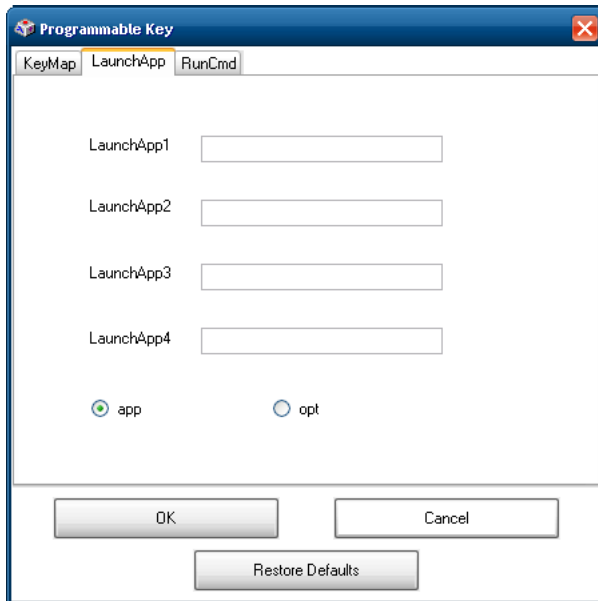 Programmable Key
KeyMap LaunchApp RunCmd
LaunchApp1
LaunchApp2
LaunchApp3
LaunchApp4
app opt
OK Cancel
Restore Defaults